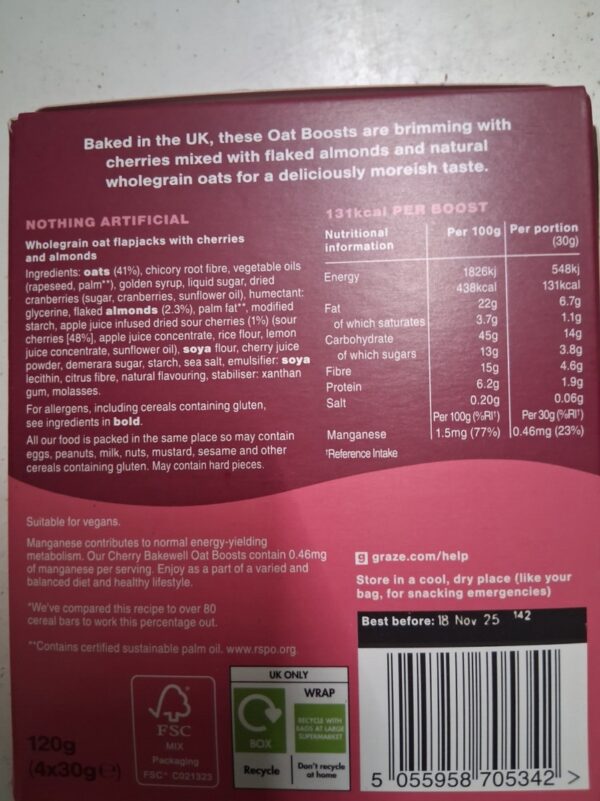 Baked in the UK, these Oat Boosts are brimming with
cherries mixed with flaked almonds and natural
wholegrain oats for a deliciously moreish taste.
NOTHING ARTIFICIAL
Wholegrain oat flapjacks with cherries
and almonds
Ingredients: oats (41%), chicory root fibre, vegetable oils
(rapeseed, palm**), golden syrup, liquid sugar, dried
cranberries (sugar, cranberries, sunflower oil), humectant:
glycerine, flaked almonds (2.3%), palm fat**, modified
starch, apple juice infused dried sour cherries (1%) (sour
cherries [48%], apple juice concentrate, rice flour, lemon
juice concentrate, sunflower oil), soya flour, cherry juice
powder, demerara sugar, starch, sea salt, emulsifier: soya
lecithin, citrus fibre, natural flavouring, stabiliser: xanthan
gum, molasses.
For allergens, including cereals containing gluten,
see ingredients in bold.
All our food is packed in the same place so may contain
eggs, peanuts, milk, nuts, mustard, sesame and other
cereals containing gluten. May contain hard pieces.
131kcal PER BOOST
Nutritional information Per 100g Per portion (30g)
Energy 1826kj 548kj
438kcal 131kcal
Fat 22g 6.7g
of which saturates 3.7g 1.1g
Carbohydrate 45g 14g
of which sugars 13g 3.8g
Fibre 15g 4.6g
Protein 6.2g 1.9g
Salt 0.20g 0.06g
Per 100g (%RI†) Per 30g (%RI†)
Manganese 1.5mg (77%) 0.46mg (23%)
†Reference Intake
Suitable for vegans.
Manganese contributes to normal energy-yielding
metabolism. Our Cherry Bakewell Oat Boosts contain 0.46mg
of manganese per serving. Enjoy as a part of a varied and
balanced diet and healthy lifestyle.
*We've compared this recipe to over 80
cereal bars to work this percentage out.
**Contains certified sustainable palm oil. www.rspo.org.
g graze.com/help
Store in a cool, dry place (like your
bag, for snacking emergencies)
Best before: 18 Nov 25 142
120g
(4x30g ℮)
FSC
MIX
Packaging
FSC® C021323
UK ONLY
BOX
Recycle
WRAP
RECYCLE WITH
BAGS AT LARGE
SUPERMARKET
Don't recycle
at home
5 055958 705342 >